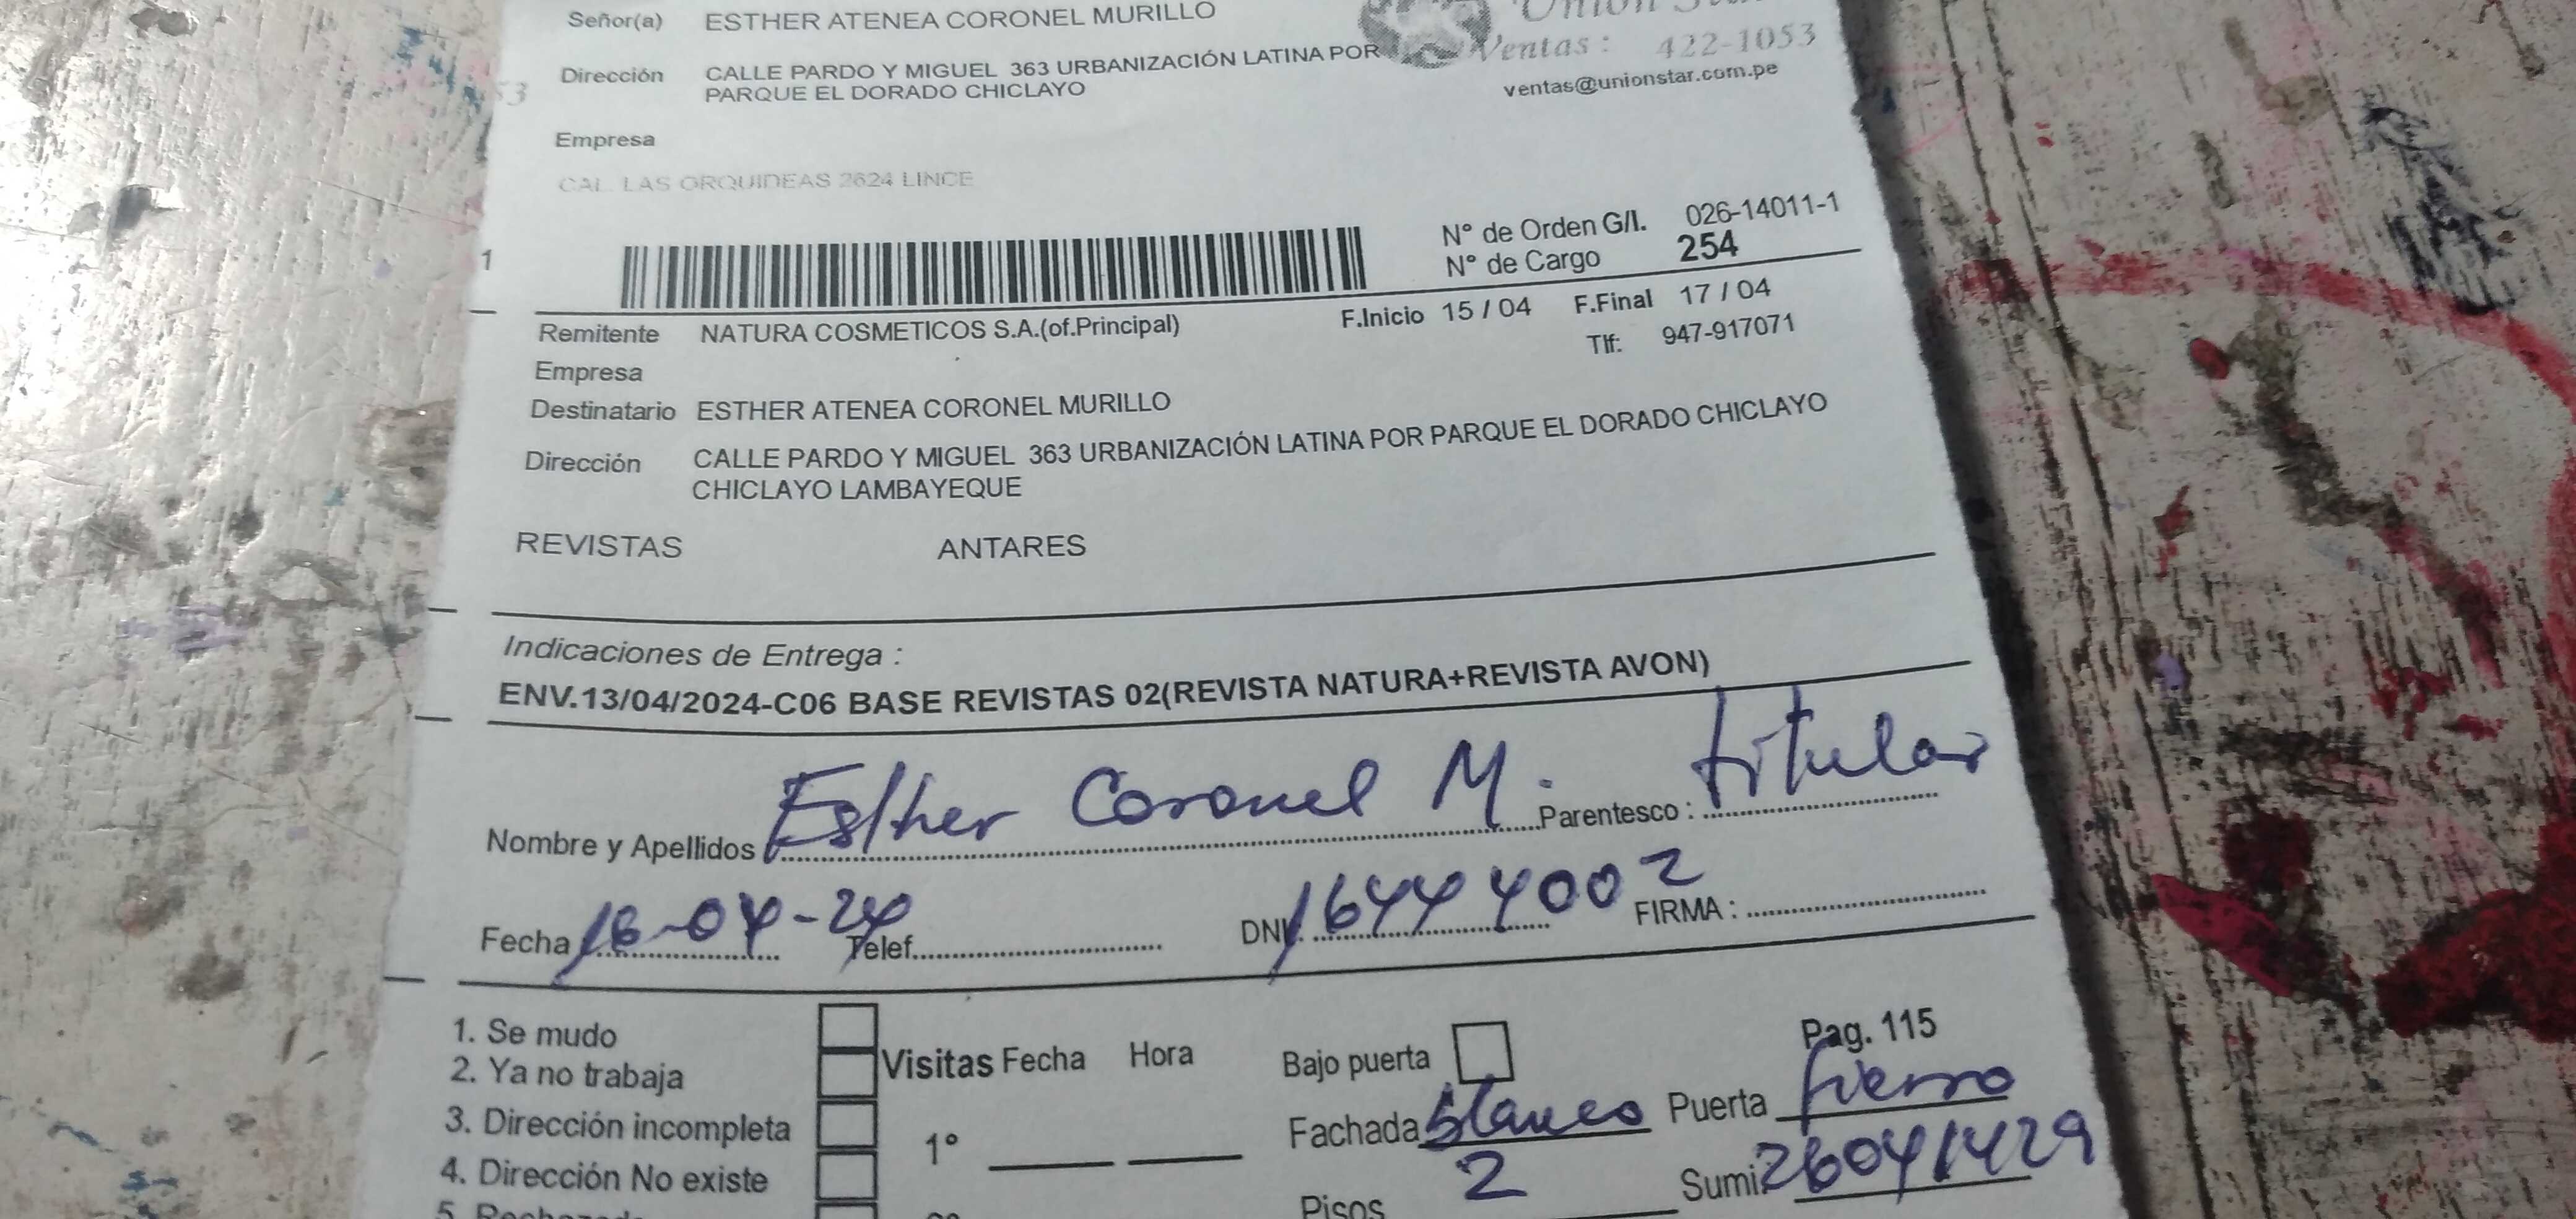 Señor(a) ESTHER ATENEA CORONEL MURILLO
Union
Ventas : 422-1053
ventas@unionstar.com.pe
53
Dirección CALLE PARDO Y MIGUEL 363 URBANIZACIÓN LATINA POR
PARQUE EL DORADO CHICLAYO
Empresa
CAL. LAS ORQUIDEAS 2624 LINCE
1
N° de Orden G/I. 026-14011-1
N° de Cargo 254
F.Inicio 15 / 04 F.Final 17 / 04
Remitente NATURA COSMETICOS S.A.(of.Principal)
Tlf: 947-917071
Empresa
Destinatario ESTHER ATENEA CORONEL MURILLO
Dirección CALLE PARDO Y MIGUEL 363 URBANIZACIÓN LATINA POR PARQUE EL DORADO CHICLAYO
CHICLAYO LAMBAYEQUE
REVISTAS ANTARES
Indicaciones de Entrega :
ENV.13/04/2024-C06 BASE REVISTAS 02(REVISTA NATURA+REVISTA AVON)
Nombre y Apellidos Esther Coronel M. Parentesco : titular
Fecha 16-04-24 Telef. DNI. 16444002 FIRMA :
1. Se mudo
2. Ya no trabaja
3. Dirección incompleta
4. Dirección No existe
Visitas Fecha Hora
1°
Bajo puerta Pag. 115
Fachada blanco Puerta fierro
Pisos 2 Sumi. 26041429